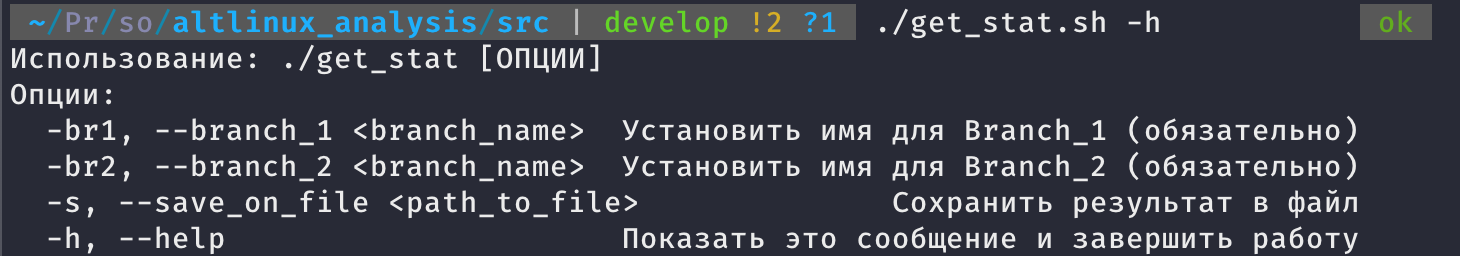 ~/Pr/so/altlinux_analysis/src | develop !2 ?1 ./get_stat.sh -h ok
Использование: ./get_stat [ОПЦИИ]
Опции:
-br1, --branch_1 <branch_name> Установить имя для Branch_1 (обязательно)
-br2, --branch_2 <branch_name> Установить имя для Branch_2 (обязательно)
-s, --save_on_file <path_to_file> Сохранить результат в файл
-h, --help Показать это сообщение и завершить работу